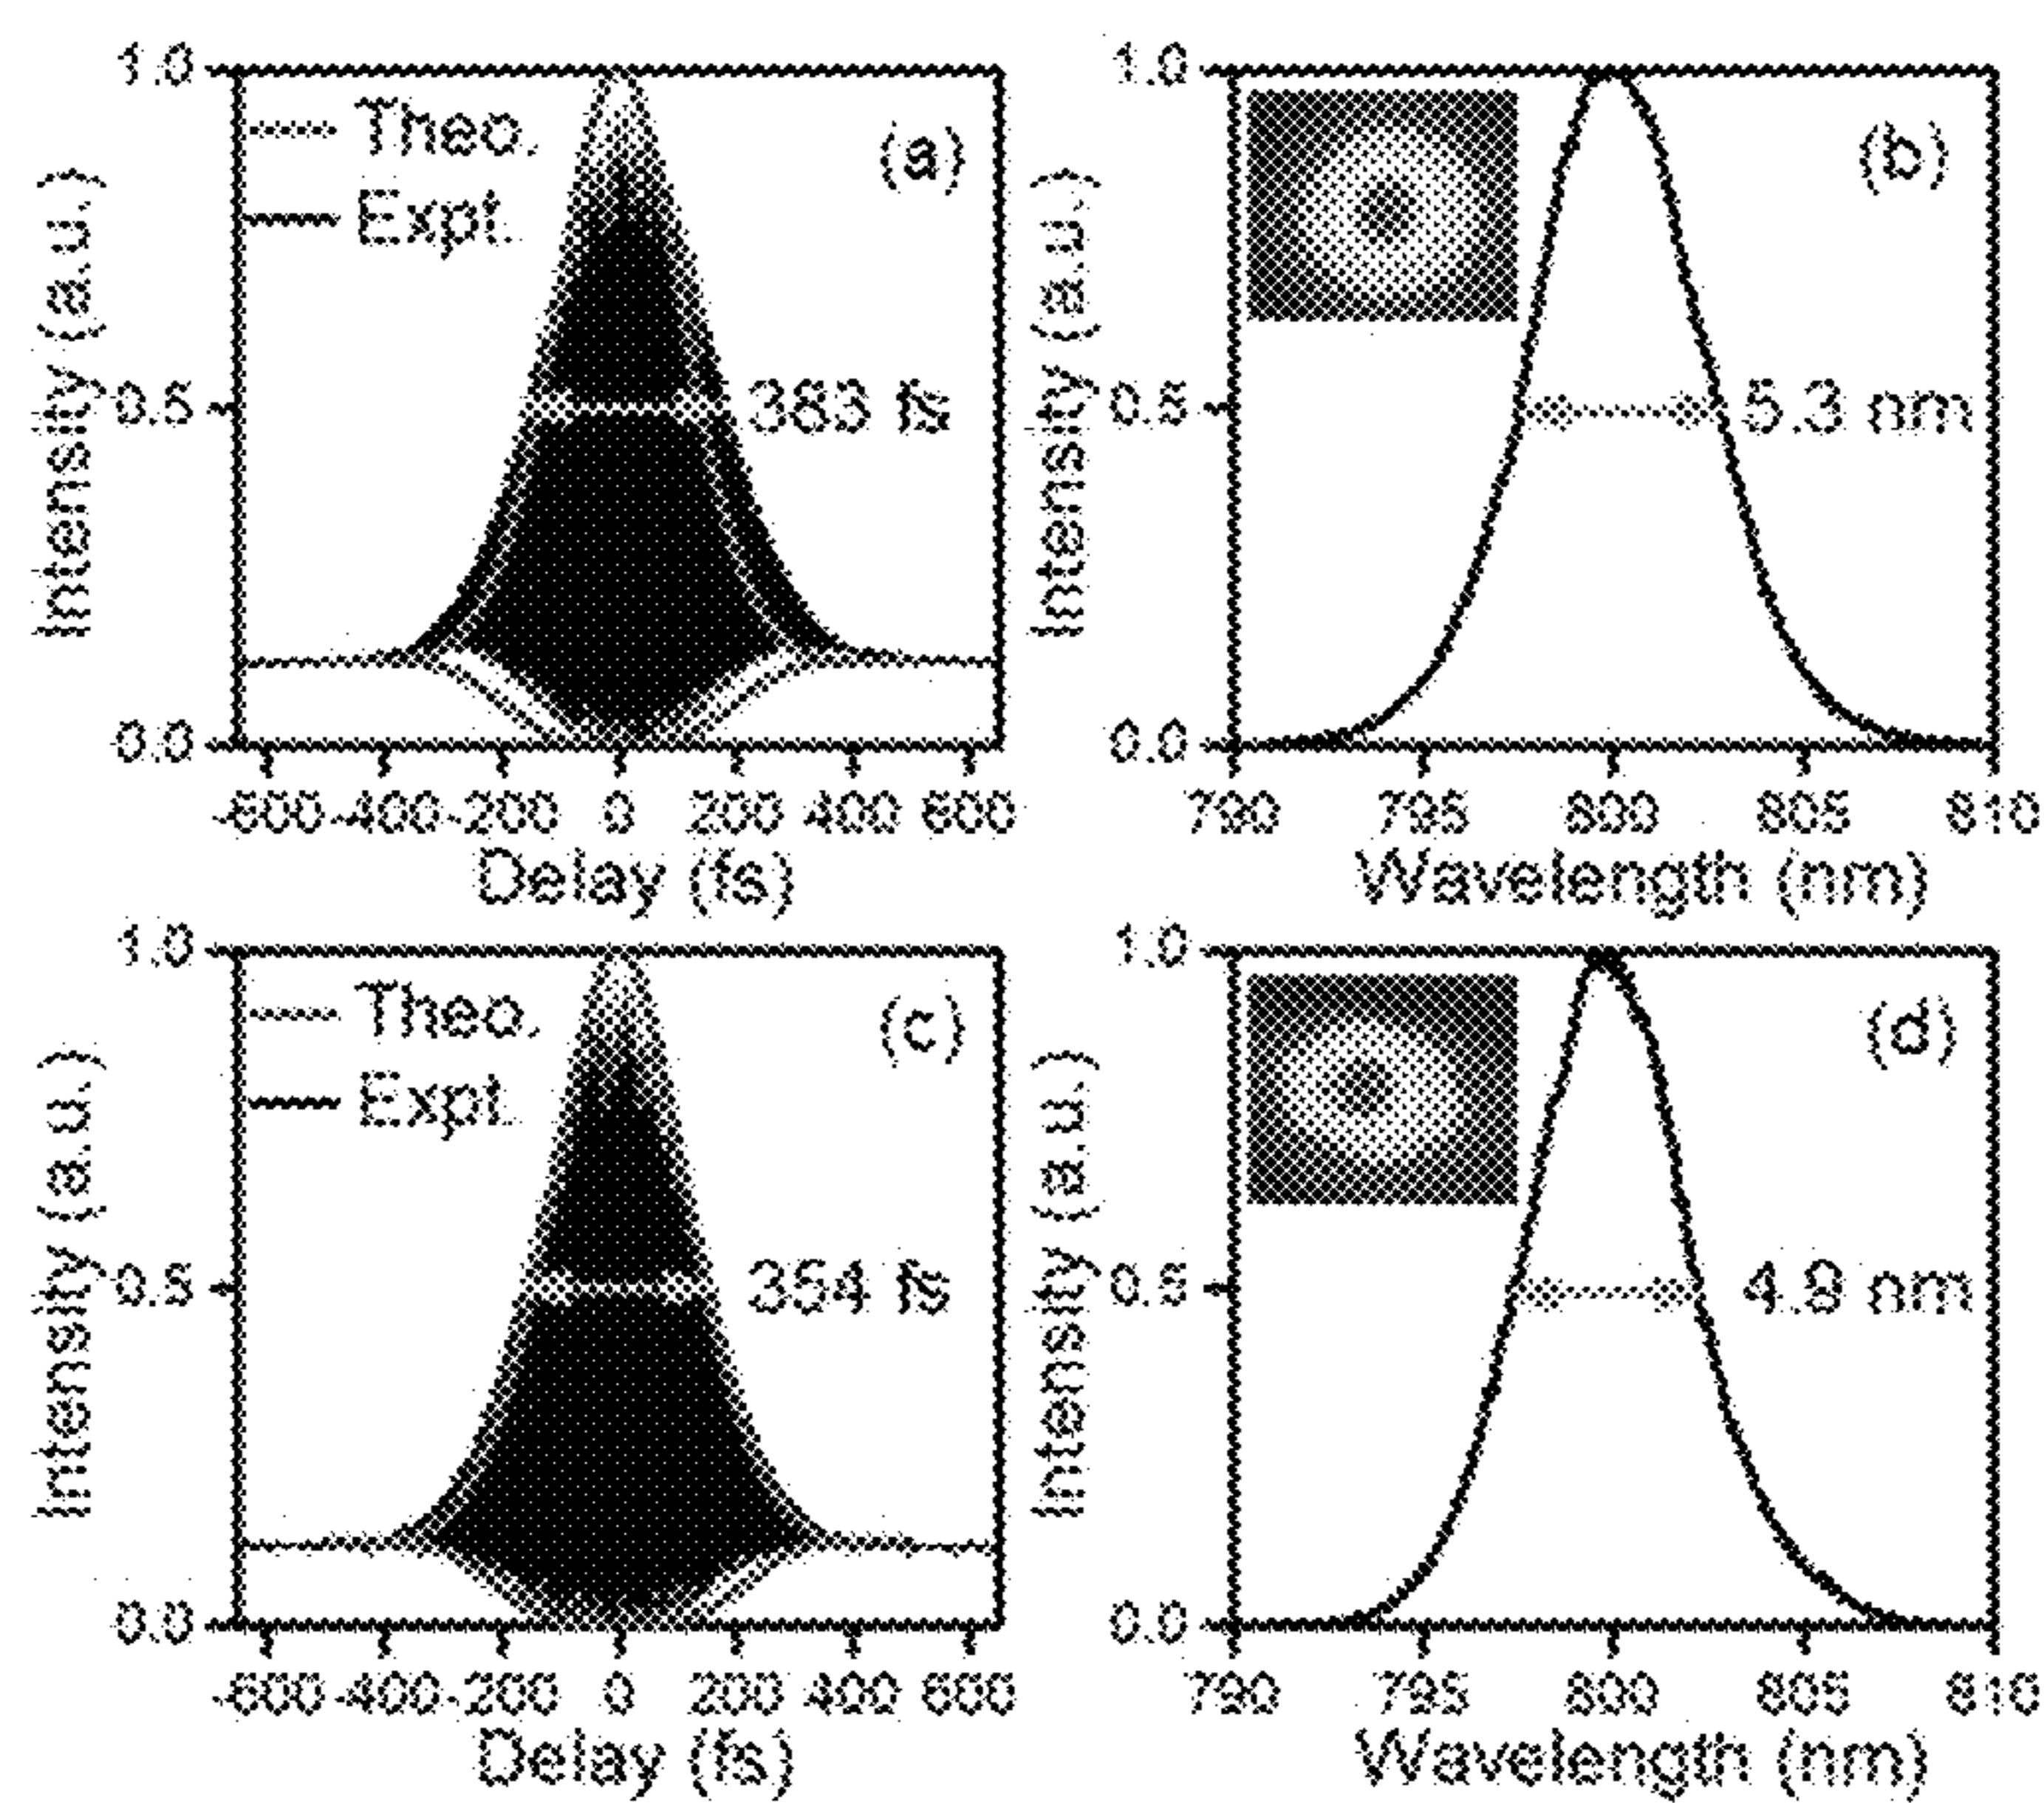 1.0
Theo.
Expt.
(a)
Intensity (a.u.)
0.5
383 fs
0.0
-600 -400 -200 0 200 400 600
Delay (fs)
1.0
(b)
Intensity (a.u.)
0.5
5.3 nm
0.0
790 795 800 805 810
Wavelength (nm)
1.0
Theo.
Expt.
(c)
Intensity (a.u.)
0.5
354 fs
0.0
-600 -400 -200 0 200 400 600
Delay (fs)
1.0
(d)
Intensity (a.u.)
0.5
4.9 nm
0.0
790 795 800 805 810
Wavelength (nm)